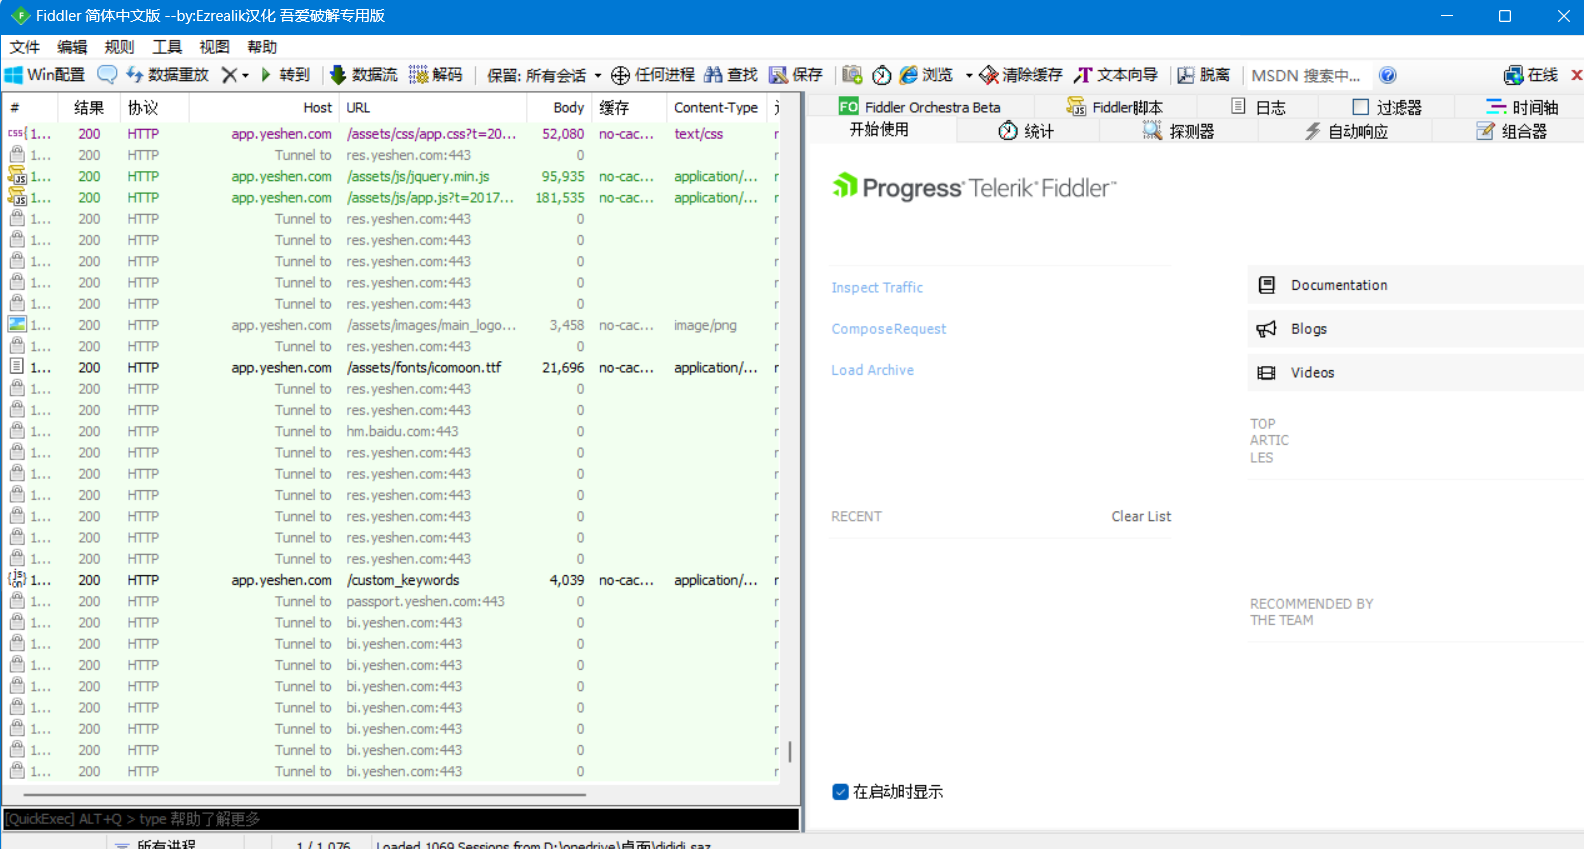 Fiddler 简体中文版 --by:Ezrealik汉化 吾爱破解专用版
文件 编辑 规则 工具 视图 帮助
Win配置 数据重放 转到 数据流 解码 保留: 所有会话 任何进程 查找 保存 浏览 清除缓存 文本向导 脱离 MSDN 搜索中... 在线
# 结果 协议 Host URL Body 缓存 Content-Type
1... 200 HTTP app.yeshen.com /assets/css/app.css?t=20... 52,080 no-cac... text/css
1... 200 HTTP Tunnel to res.yeshen.com:443 0
1... 200 HTTP app.yeshen.com /assets/js/jquery.min.js 95,935 no-cac... application/...
1... 200 HTTP app.yeshen.com /assets/js/app.js?t=2017... 181,535 no-cac... application/...
1... 200 HTTP Tunnel to res.yeshen.com:443 0
1... 200 HTTP Tunnel to res.yeshen.com:443 0
1... 200 HTTP Tunnel to res.yeshen.com:443 0
1... 200 HTTP Tunnel to res.yeshen.com:443 0
1... 200 HTTP Tunnel to res.yeshen.com:443 0
1... 200 HTTP app.yeshen.com /assets/images/main_logo... 3,458 no-cac... image/png
1... 200 HTTP Tunnel to res.yeshen.com:443 0
1... 200 HTTP app.yeshen.com /assets/fonts/icomoon.ttf 21,696 no-cac... application/...
1... 200 HTTP Tunnel to res.yeshen.com:443 0
1... 200 HTTP Tunnel to res.yeshen.com:443 0
1... 200 HTTP Tunnel to hm.baidu.com:443 0
1... 200 HTTP Tunnel to res.yeshen.com:443 0
1... 200 HTTP Tunnel to res.yeshen.com:443 0
1... 200 HTTP Tunnel to res.yeshen.com:443 0
1... 200 HTTP Tunnel to res.yeshen.com:443 0
1... 200 HTTP Tunnel to res.yeshen.com:443 0
1... 200 HTTP Tunnel to res.yeshen.com:443 0
1... 200 HTTP app.yeshen.com /custom_keywords 4,039 no-cac... application/...
1... 200 HTTP Tunnel to passport.yeshen.com:443 0
1... 200 HTTP Tunnel to bi.yeshen.com:443 0
1... 200 HTTP Tunnel to bi.yeshen.com:443 0
1... 200 HTTP Tunnel to bi.yeshen.com:443 0
1... 200 HTTP Tunnel to bi.yeshen.com:443 0
1... 200 HTTP Tunnel to bi.yeshen.com:443 0
1... 200 HTTP Tunnel to bi.yeshen.com:443 0
1... 200 HTTP Tunnel to bi.yeshen.com:443 0
1... 200 HTTP Tunnel to bi.yeshen.com:443 0
[QuickExec] ALT+Q > type 帮助了解更多
所有进程 1 / 1,076 Loaded 1069 Sessions from D:\onedrive\桌面\dididi.saz
FO Fiddler Orchestra Beta Fiddler脚本 日志 过滤器 时间轴
开始使用 统计 探测器 自动响应 组合器
Progress Telerik Fiddler
Inspect Traffic
ComposeRequest
Load Archive
Documentation
Blogs
Videos
TOP
ARTIC
LES
RECENT Clear List
RECOMMENDED BY
THE TEAM
在启动时显示